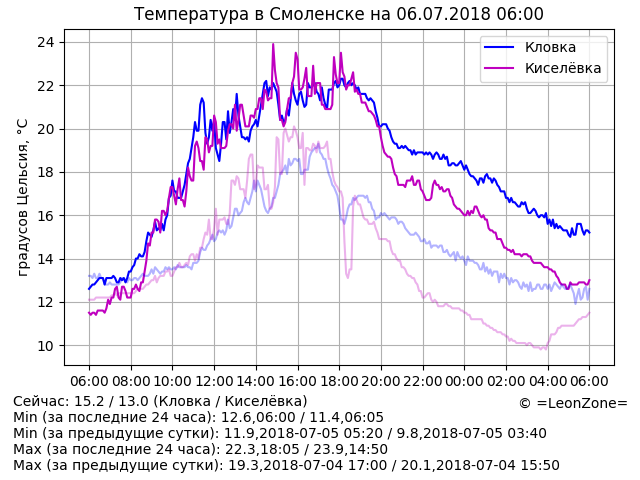 Температура в Смоленске на 06.07.2018 06:00
градусов Цельсия, °C
24
22
20
18
16
14
12
10
Кловка
Киселёвка
06:00 08:00 10:00 12:00 14:00 16:00 18:00 20:00 22:00 00:00 02:00 04:00 06:00
Сейчас: 15.2 / 13.0 (Кловка / Киселёвка)
© =LeonZone=
Min (за последние 24 часа): 12.6,06:00 / 11.4,06:05
Min (за предыдущие сутки): 11.9,2018-07-05 05:20 / 9.8,2018-07-05 03:40
Max (за последние 24 часа): 22.3,18:05 / 23.9,14:50
Max (за предыдущие сутки): 19.3,2018-07-04 17:00 / 20.1,2018-07-04 15:50